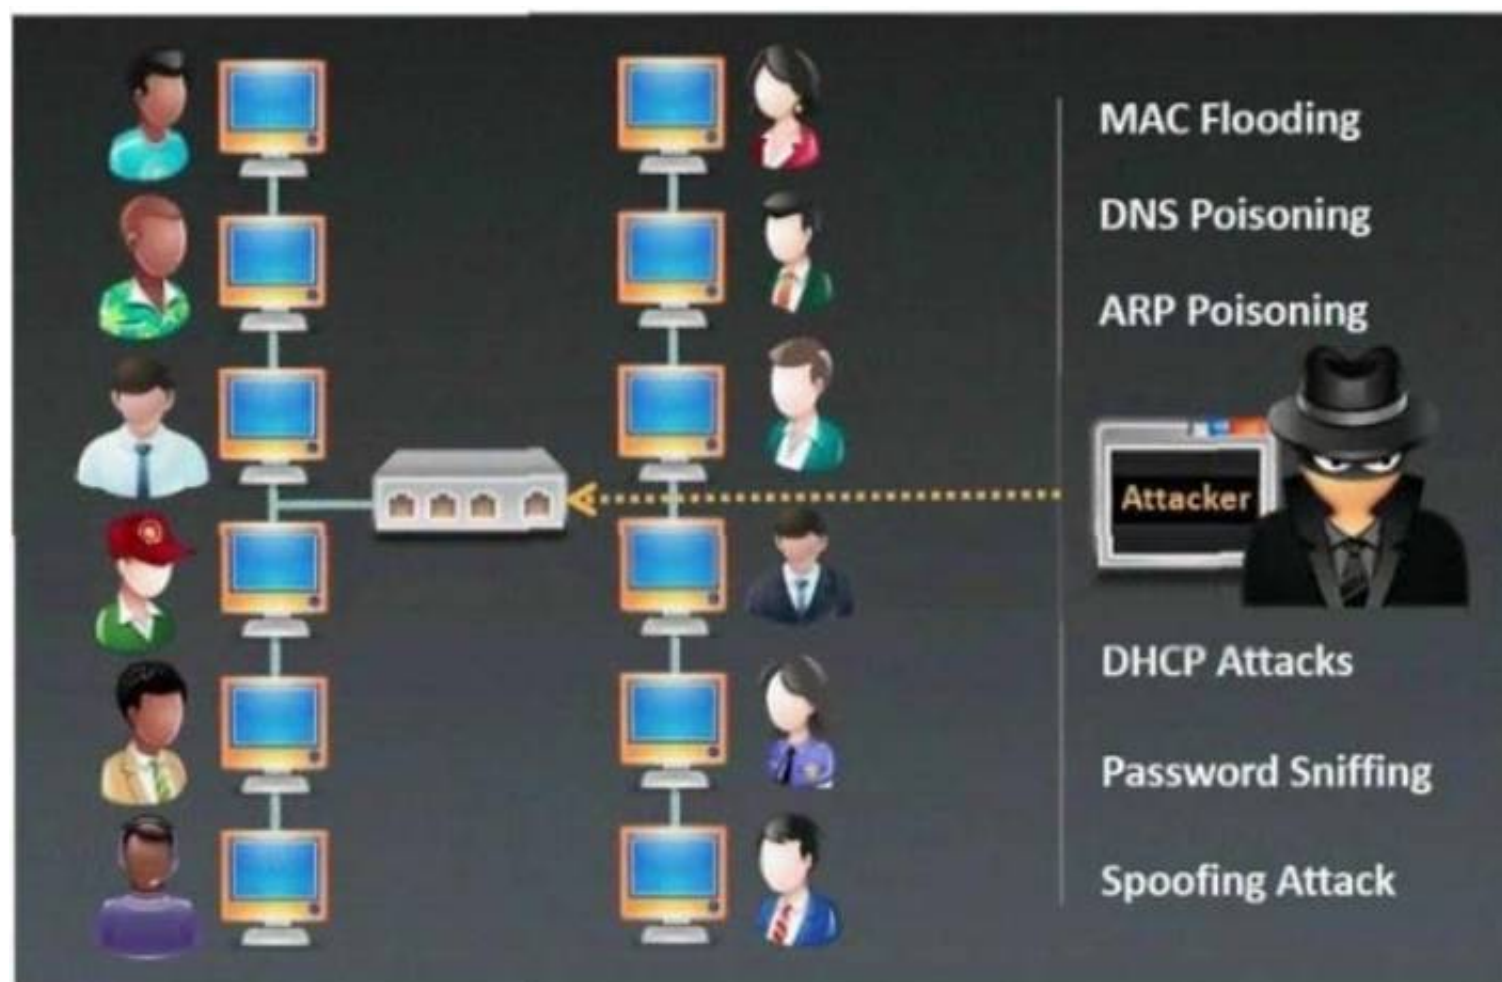 MAC Flooding
DNS Poisoning
ARP Poisoning
Attacker
DHCP Attacks
Password Sniffing
Spoofing Attack